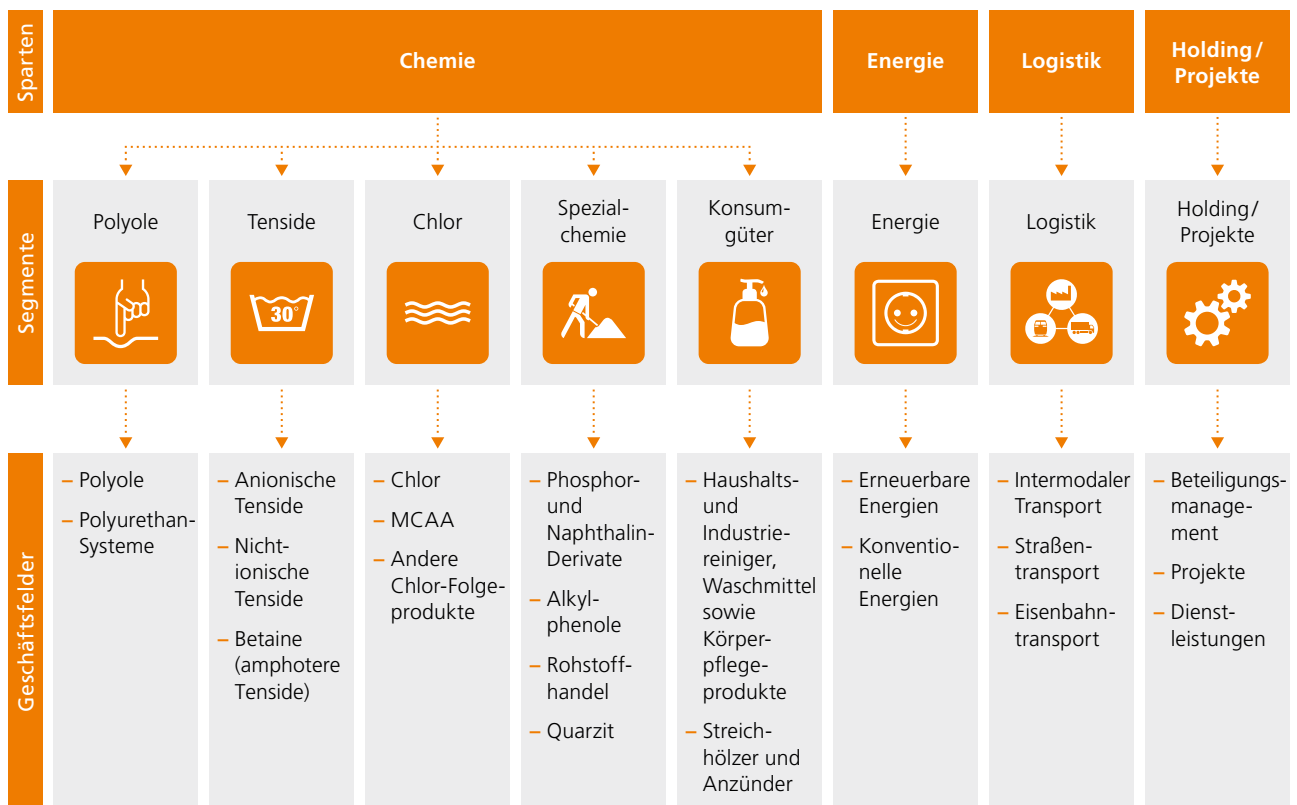 Sparten
Chemie
Energie
Logistik
Holding/
Projekte
Segmente
Polyole
Tenside
30°
Chlor
Spezial-
chemie
Konsum-
güter
Energie
Logistik
Holding/
Projekte
Geschäftsfelder
– Polyole
– Polyurethan-
Systeme
– Anionische
Tenside
– Nicht-
ionische
Tenside
– Betaine
(amphotere
Tenside)
– Chlor
– MCAA
– Andere
Chlor-Folge-
produkte
– Phosphor-
und
Naphthalin-
Derivate
– Alkyl-
phenole
– Rohstoff-
handel
– Quarzit
– Haushalts-
und
Industrie-
reiniger,
Waschmittel
sowie
Körper-
pflege-
produkte
– Streich-
hölzer und
Anzünder
– Erneuerbare
Energien
– Konventio-
nelle
Energien
– Intermodaler
Transport
– Straßen-
transport
– Eisenbahn-
transport
– Beteiligungs-
manage-
ment
– Projekte
– Dienst-
leistungen